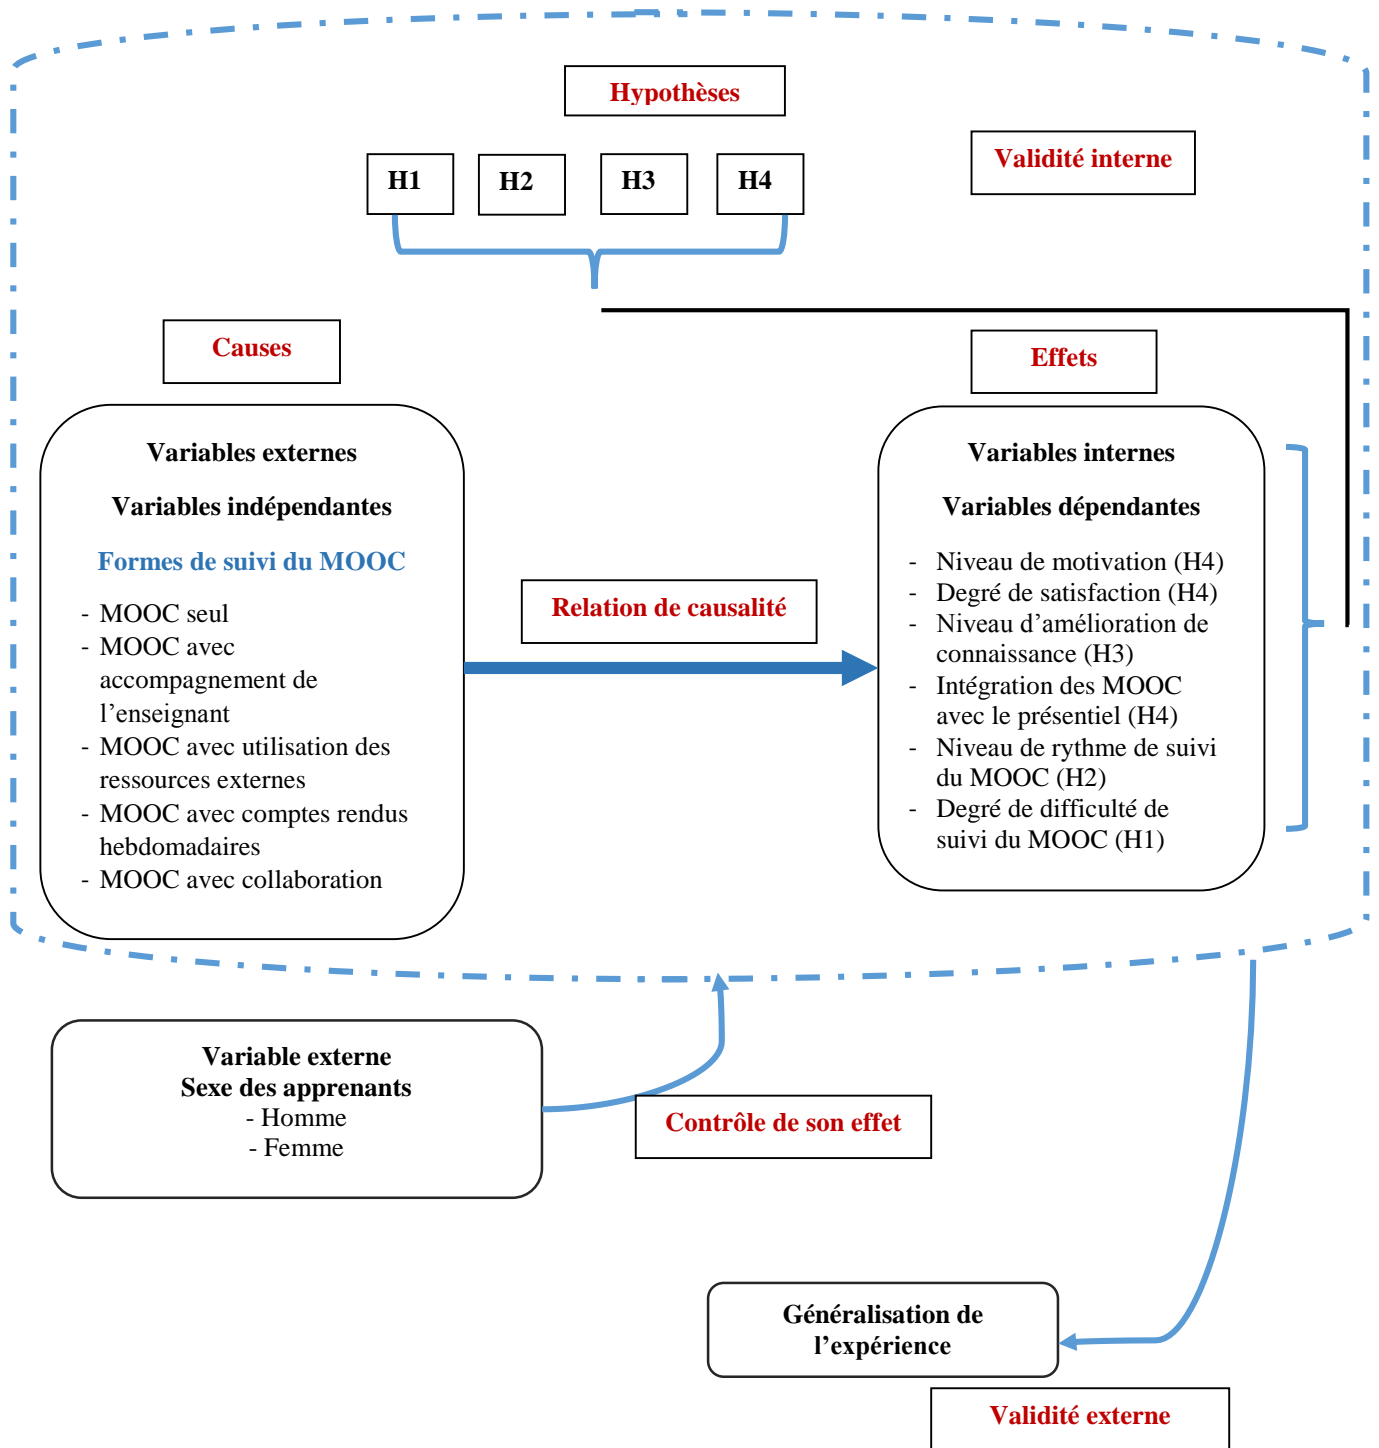 Hypothèses
Validité interne
H1
H2
H3
H4
Causes
Effets
Variables externes
Variables indépendantes
Formes de suivi du MOOC
- MOOC seul
- MOOC avec
accompagnement de
l’enseignant
- MOOC avec utilisation des
ressources externes
- MOOC avec comptes rendus
hebdomadaires
- MOOC avec collaboration
Relation de causalité
Variables internes
Variables dépendantes
- Niveau de motivation (H4)
- Degré de satisfaction (H4)
- Niveau d’amélioration de
connaissance (H3)
- Intégration des MOOC
avec le présentiel (H4)
- Niveau de rythme de suivi
du MOOC (H2)
- Degré de difficulté de
suivi du MOOC (H1)
Variable externe
Sexe des apprenants
- Homme
- Femme
Contrôle de son effet
Généralisation de
l’expérience
Validité externe